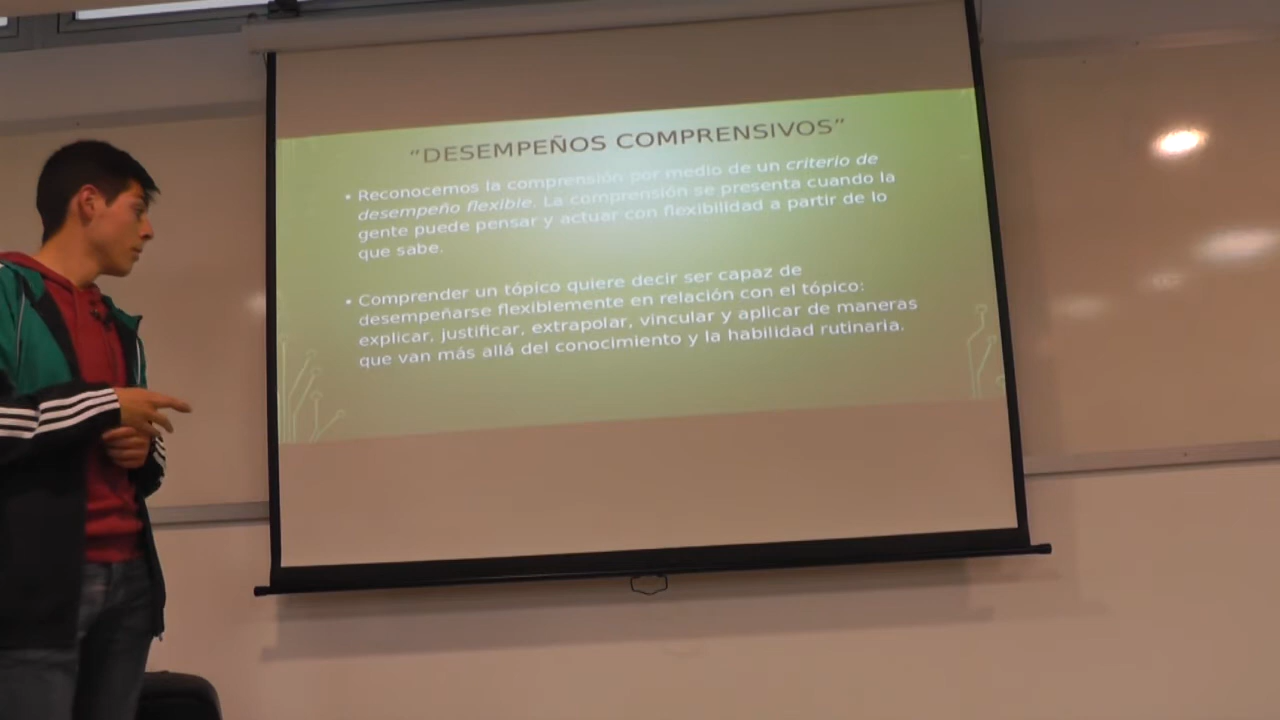 “DESEMPEÑOS COMPRENSIVOS”
• Reconocemos la comprensión por medio de un criterio de
desempeño flexible. La comprensión se presenta cuando la
gente puede pensar y actuar con flexibilidad a partir de lo
que sabe.
• Comprender un tópico quiere decir ser capaz de
desempeñarse flexiblemente en relación con el tópico:
explicar, justificar, extrapolar, vincular y aplicar de maneras
que van más allá del conocimiento y la habilidad rutinaria.